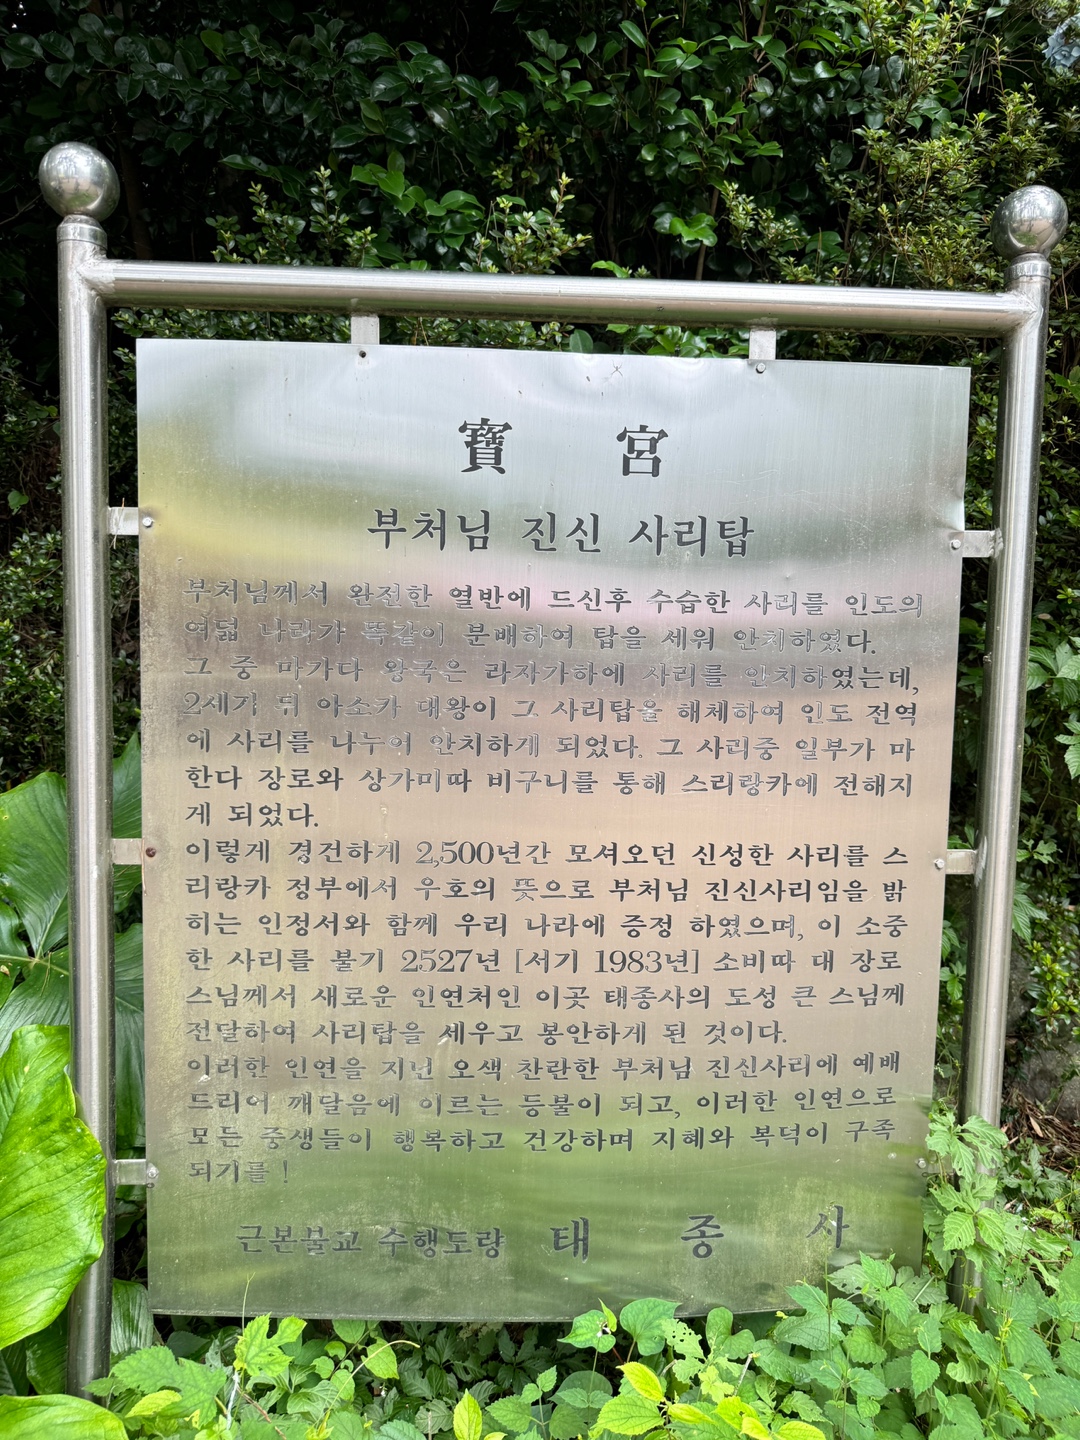 寶 宮
부처님 진신 사리탑
부처님께서 완전한 열반에 드신후 수습한 사리를 인도의
여덟 나라가 똑같이 분배하여 탑을 세워 안치하였다.
그 중 마가다 왕국은 라자가하에 사리를 안치하였는데,
2세기 뒤 아소카 대왕이 그 사리탑을 해체하여 인도 전역
에 사리를 나누어 안치하게 되었다. 그 사리중 일부가 마
한다 장로와 상가미따 비구니를 통해 스리랑카에 전해지
게 되었다.
이렇게 경건하게 2,500년간 모셔오던 신성한 사리를 스
리랑카 정부에서 우호의 뜻으로 부처님 진신사리임을 밝
히는 인정서와 함께 우리 나라에 증정 하였으며, 이 소중
한 사리를 불기 2527년 [서기 1983년] 소비따 대 장로
스님께서 새로운 인연처인 이곳 태종사의 도성 큰 스님께
전달하여 사리탑을 세우고 봉안하게 된 것이다.
이러한 인연을 지닌 오색 찬란한 부처님 진신사리에 예배
드리어 깨달음에 이르는 등불이 되고, 이러한 인연으로
모든 중생들이 행복하고 건강하며 지혜와 복덕이 구족
되기를 !
근본불교 수행도량 태 종 사